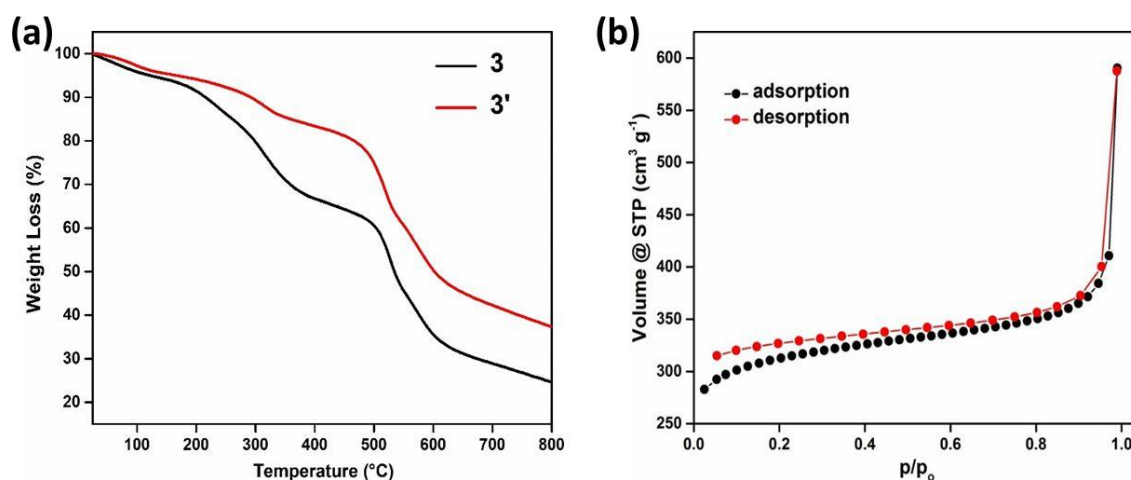 (a)
3
3'
Weight Loss (%)
100
90
80
70
60
50
40
30
20
100 200 300 400 500 600 700 800
Temperature (°C)
(b)
adsorption
desorption
Volume @ STP (cm³ g⁻¹)
600
550
500
450
400
350
300
250
0.0 0.2 0.4 0.6 0.8 1.0
p/pₒ